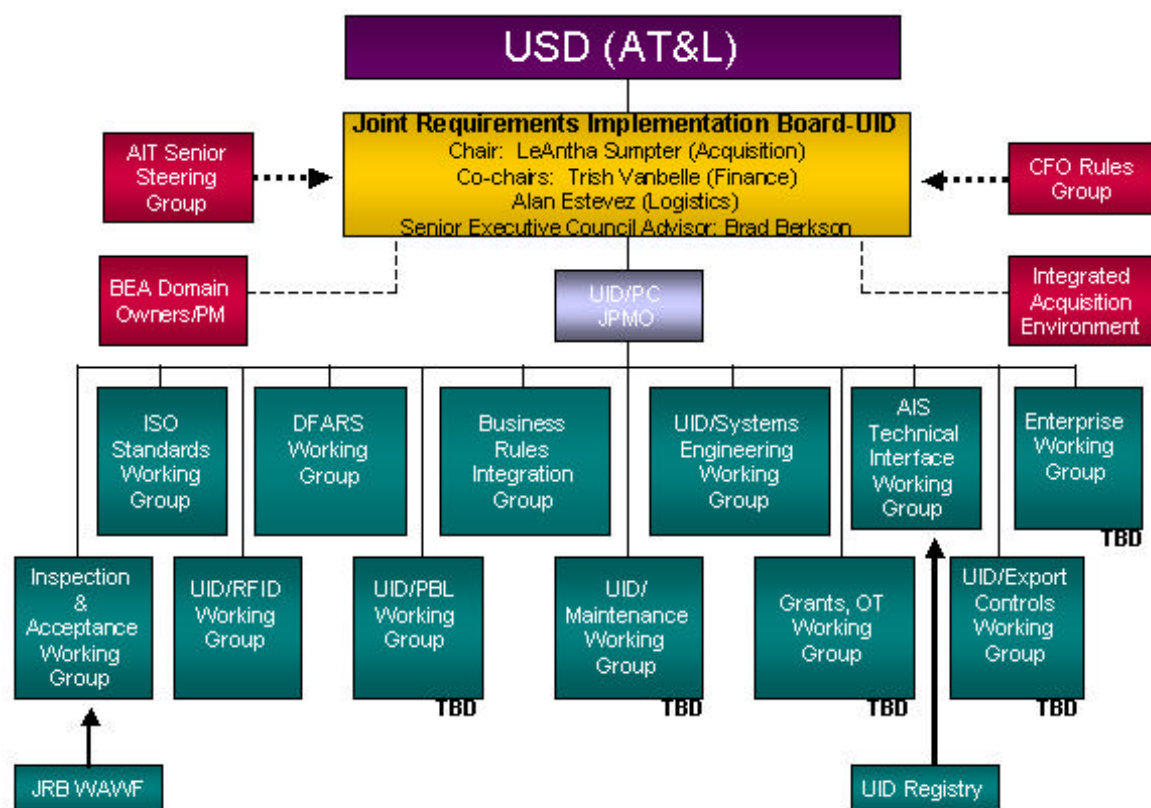 USD (AT&L)
Joint Requirements Implementation Board-UID
Chair: LeAntha Sumpter (Acquisition)
Co-chairs: Trish Vanbelle (Finance)
Alan Estevez (Logistics)
Senior Executive Council Advisor: Brad Berkson
AIT Senior
Steering
Group
CFO Rules
Group
BEA Domain
Owners/PM
UID/PC
JPMO
Integrated
Acquisition
Environment
ISO
Standards
Working
Group
DFARS
Working
Group
Business
Rules
Integration
Group
UID/Systems
Engineering
Working
Group
AIS
Technical
Interface
Working
Group
Enterprise
Working
Group
TBD
Inspection
&
Acceptance
Working
Group
UID/RFID
Working
Group
UID/PBL
Working
Group
TBD
UID/
Maintenance
Working
Group
TBD
Grants, OT
Working
Group
TBD
UID/Export
Controls
Working
Group
TBD
JRB WAWF
UID Registry